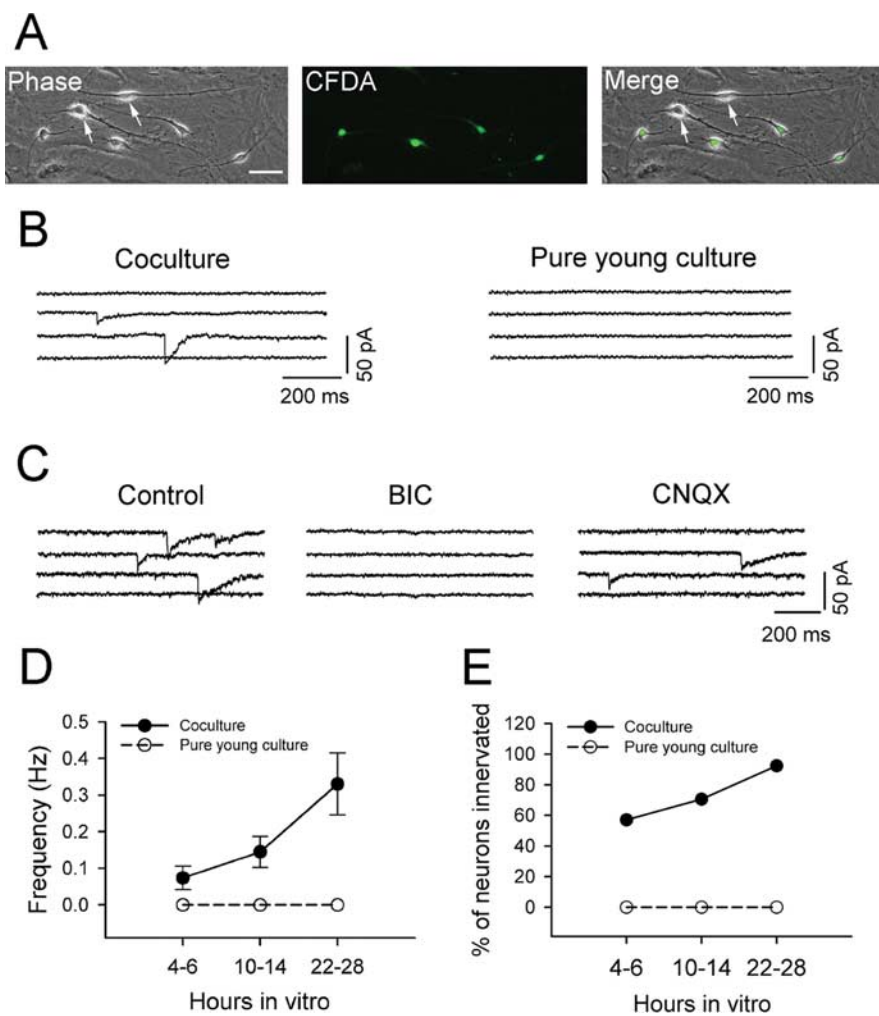 A
Phase
CFDA
Merge
B
Coculture
Pure young culture
50 pA
200 ms
50 pA
200 ms
C
Control
BIC
CNQX
50 pA
200 ms
D
Frequency (Hz)
0.5
0.4
0.3
0.2
0.1
0.0
Coculture
Pure young culture
4-6
10-14
22-28
Hours in vitro
E
% of neurons innervated
120
100
80
60
40
20
0
Coculture
Pure young culture
4-6
10-14
22-28
Hours in vitro